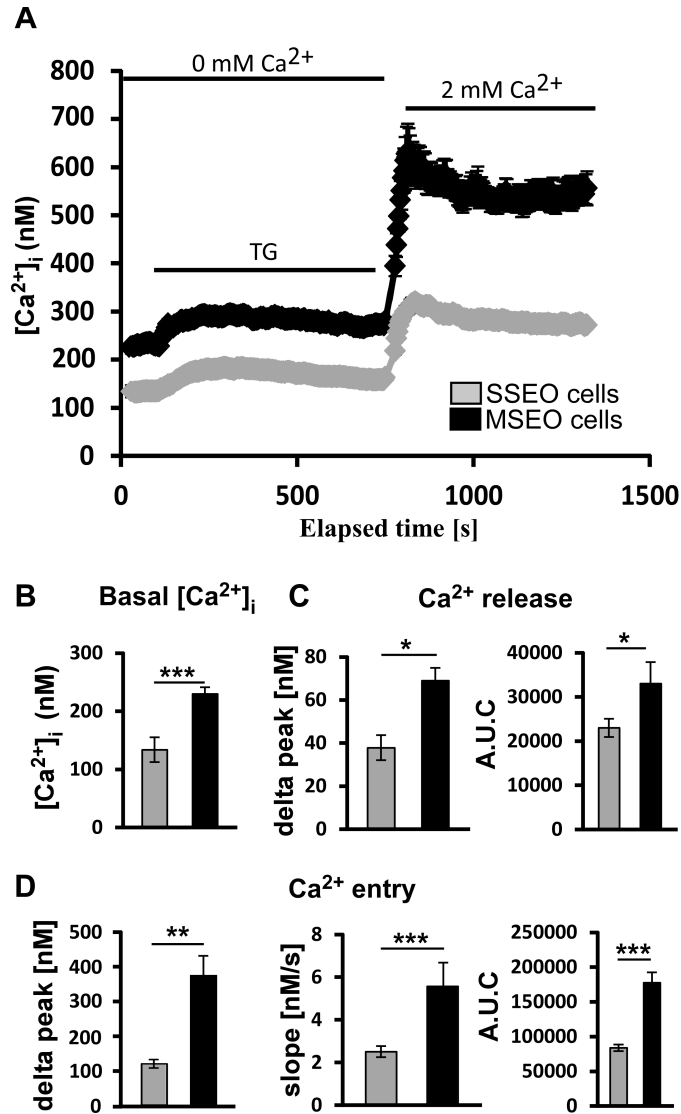 A
0 mM Ca²⁺
2 mM Ca²⁺
TG
[Ca²⁺]ᵢ (nM)
800
700
600
500
400
300
200
100
0
SSEO cells
MSEO cells
0
500
1000
1500
Elapsed time [s]
B
Basal [Ca²⁺]ᵢ
[Ca²⁺]ᵢ (nM)
300
200
100
0
***
C
Ca²⁺ release
delta peak [nM]
80
60
40
20
0
*
A.U.C
40000
30000
20000
10000
0
*
D
Ca²⁺ entry
delta peak [nM]
500
400
300
200
100
0
**
slope [nM/s]
8
6
4
2
0
***
A.U.C
250000
200000
150000
100000
50000
0
***